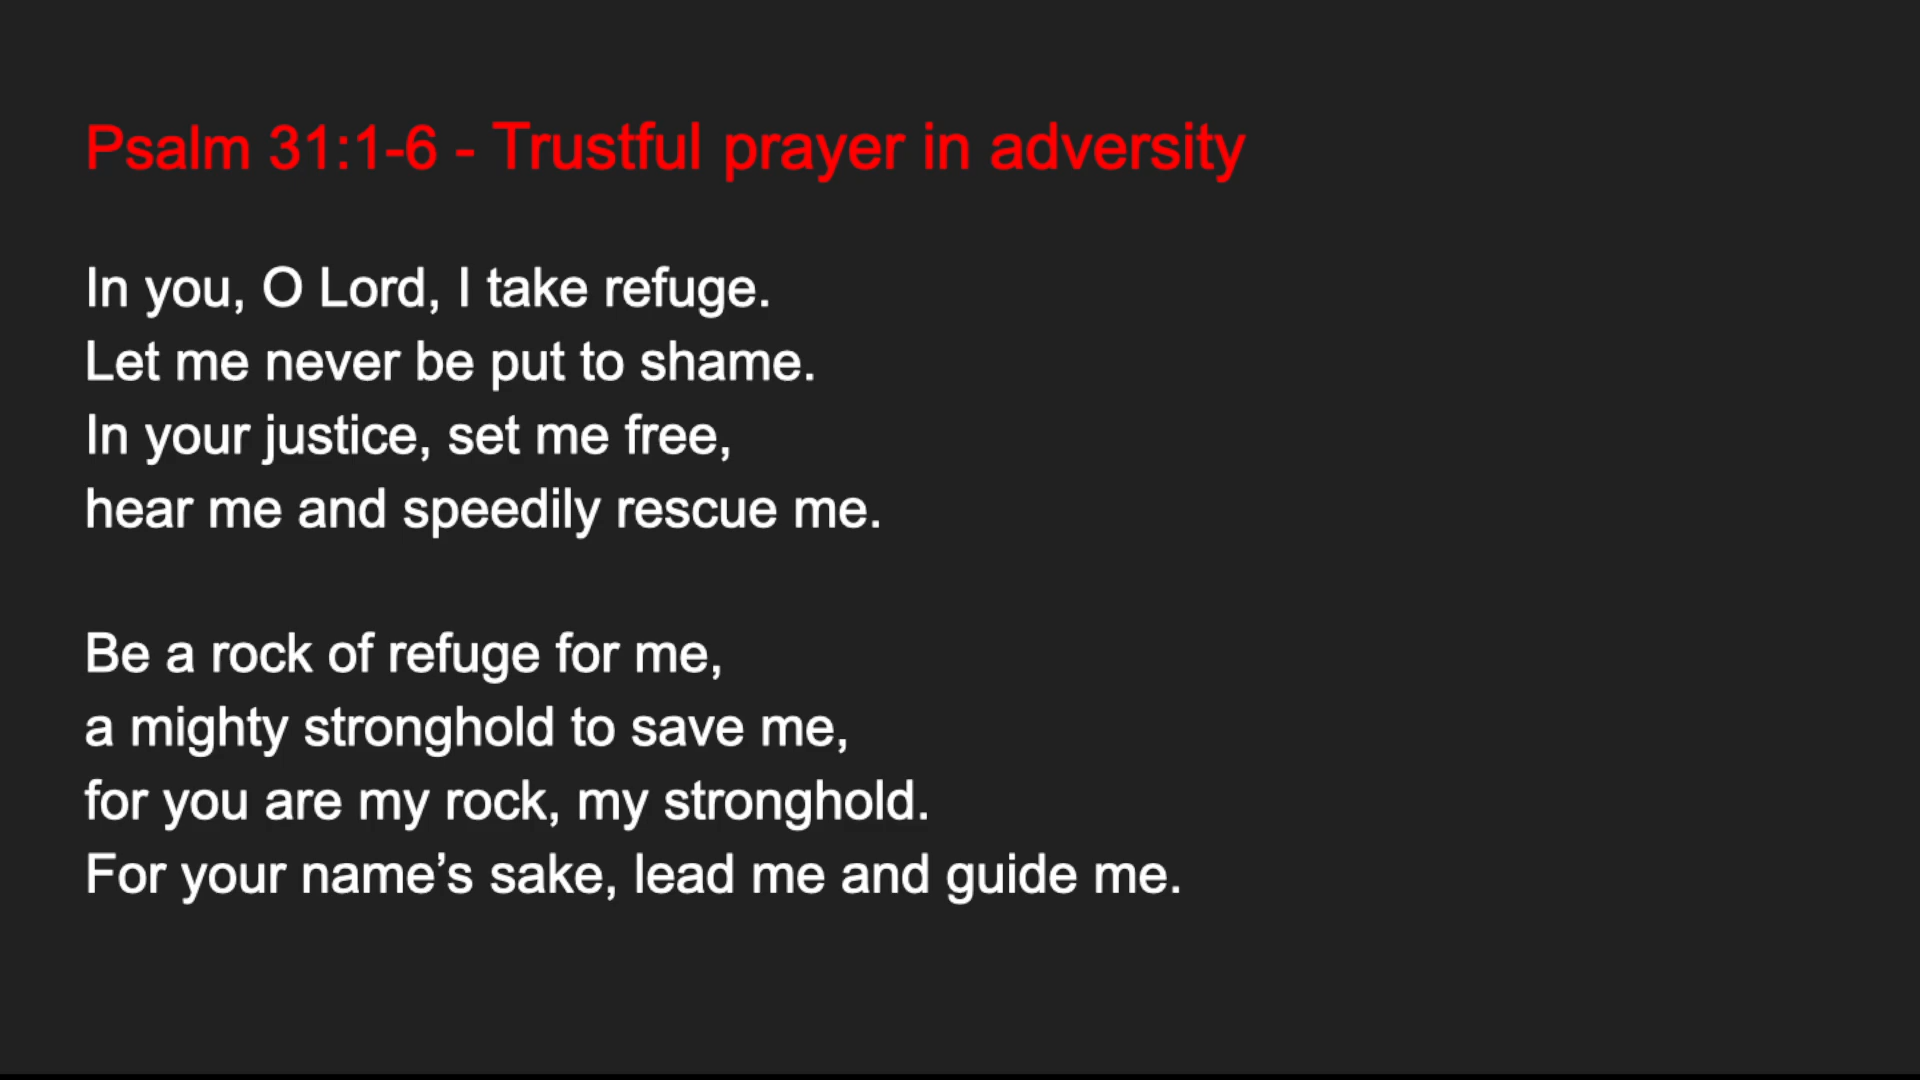 Psalm 31:1-6 - Trustful prayer in adversity
In you, O Lord, I take refuge.
Let me never be put to shame.
In your justice, set me free,
hear me and speedily rescue me.
Be a rock of refuge for me,
a mighty stronghold to save me,
for you are my rock, my stronghold.
For your name’s sake, lead me and guide me.